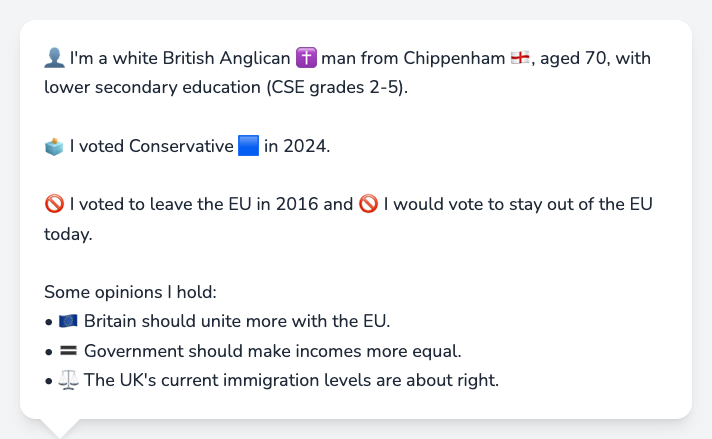 👤 I'm a white British Anglican ✝️ man from Chippenham 🏴󠁧󠁢󠁥󠁮󠁧󠁿, aged 70, with
lower secondary education (CSE grades 2-5).
🗳️ I voted Conservative 🟦 in 2024.
🚫 I voted to leave the EU in 2016 and 🚫 I would vote to stay out of the EU
today.
Some opinions I hold:
• 🇪🇺 Britain should unite more with the EU.
• 🟰 Government should make incomes more equal.
• ⚖️ The UK's current immigration levels are about right.